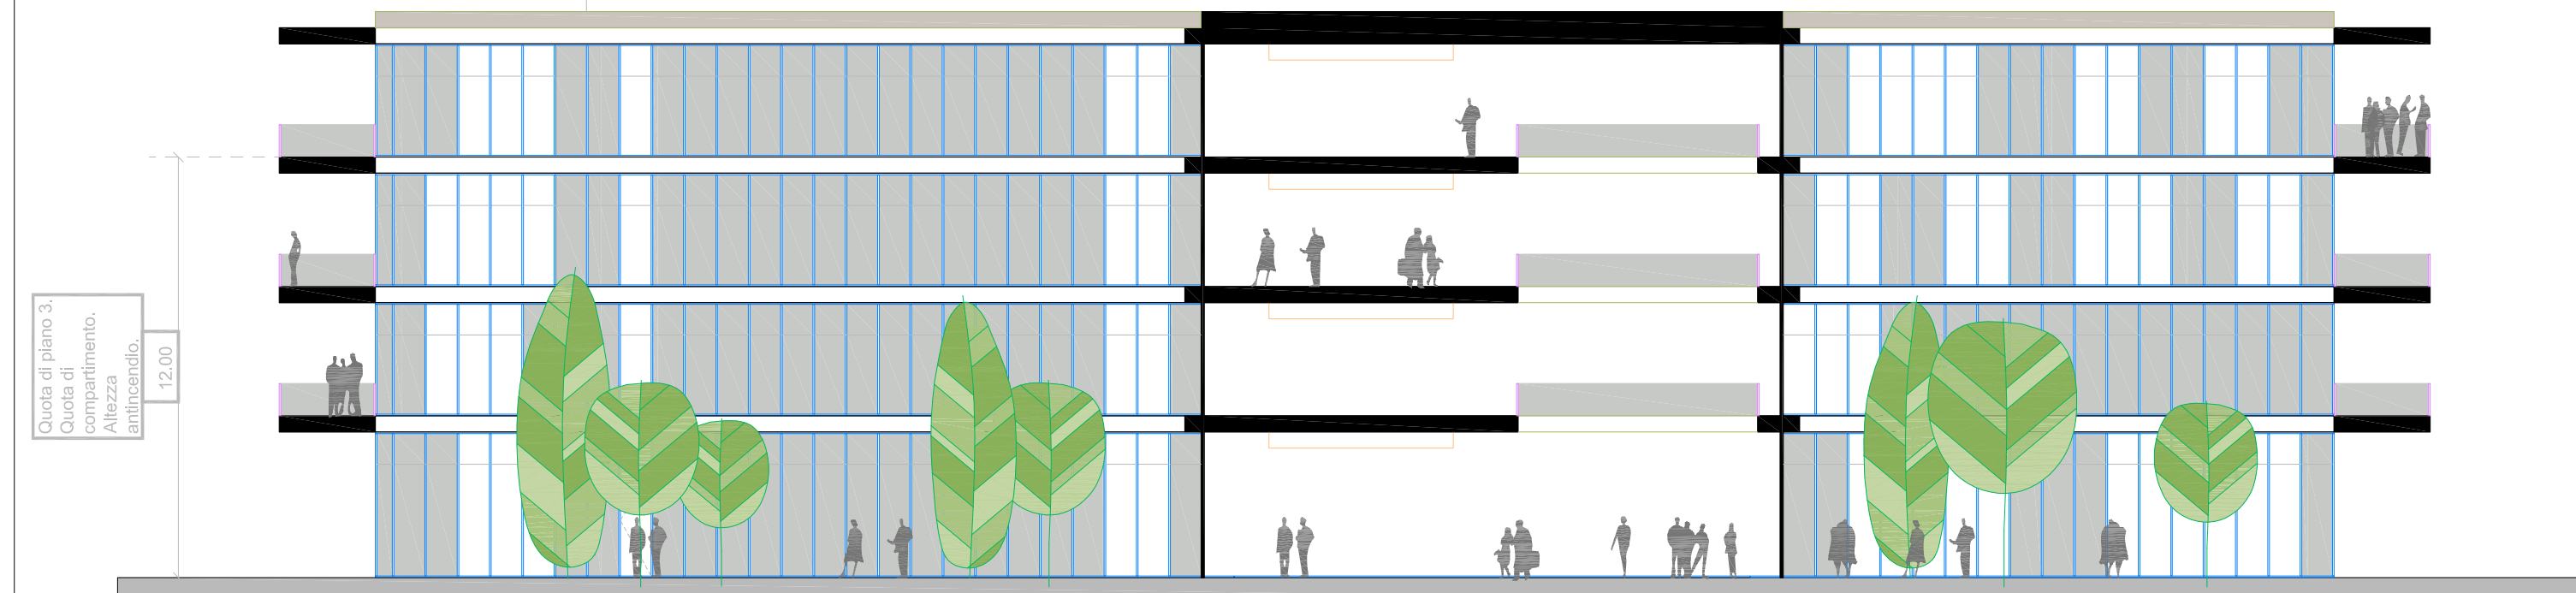 Quota di piano 3.
Quota di
compartimento.
Altezza
antincendio.
12.00